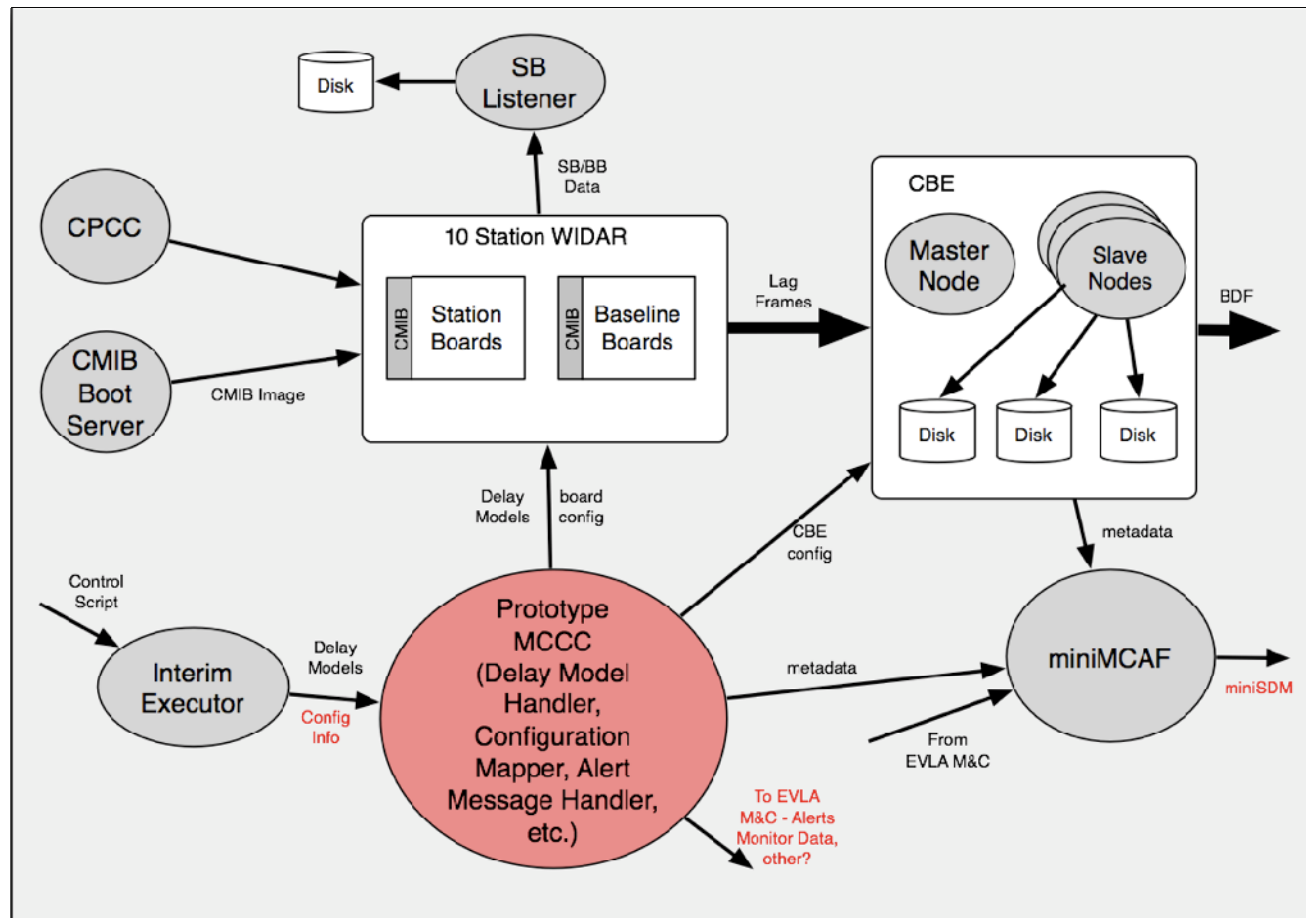 Disk
SB
Listener
SB/BB
Data
CPCC
10 Station WIDAR
CMIB
Station
Boards
CMIB
Baseline
Boards
Lag
Frames
CBE
Master
Node
Slave
Nodes
Disk
Disk
Disk
BDF
CMIB
Boot
Server
CMIB Image
Delay
Models
board
config
CBE
config
metadata
Control
Script
Interim
Executor
Delay
Models
Config
Info
Prototype
MCCC
(Delay Model
Handler,
Configuration
Mapper, Alert
Message Handler,
etc.)
metadata
miniMCAF
miniSDM
From
EVLA M&C
To EVLA
M&C - Alerts
Monitor Data,
other?